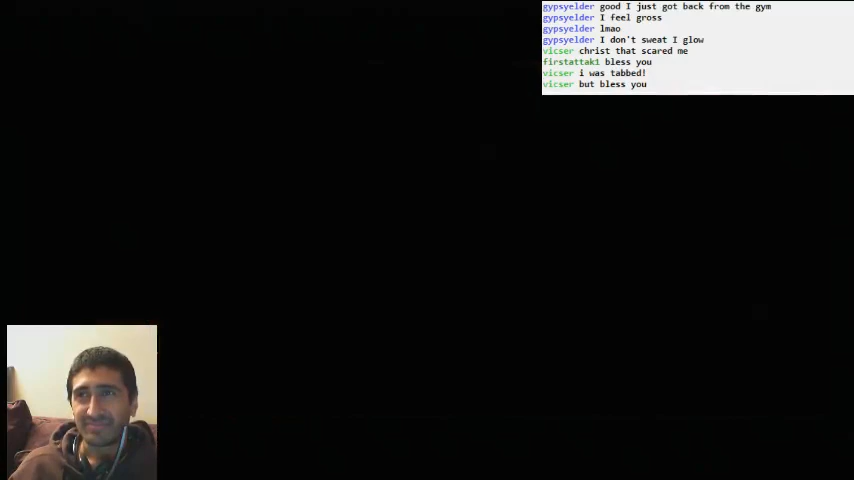 gypsyelder good I just got back from the gym
gypsyelder I feel gross
gypsyelder lmao
gypsyelder I don't sweat I glow
vicser christ that scared me
firstattak1 bless you
vicser i was tabbed!
vicser but bless you